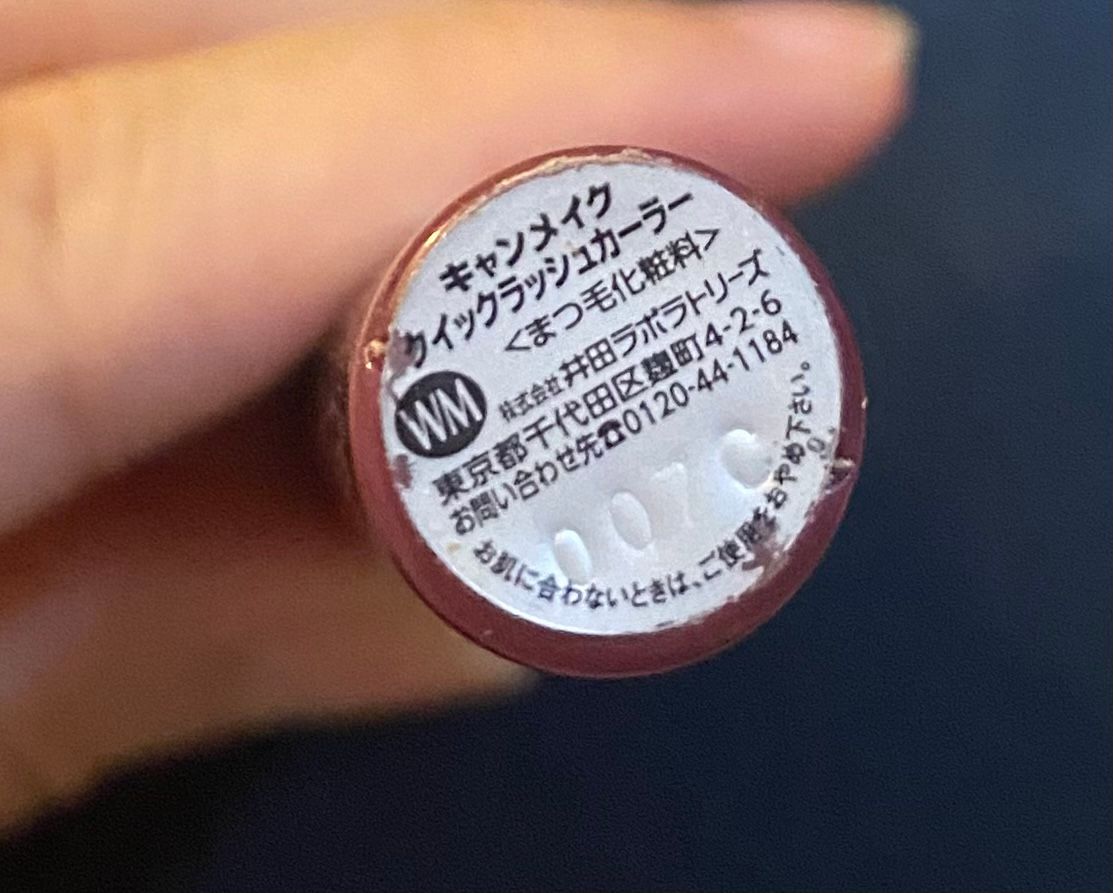 キャンメイク
クイックラッシュカーラー
<まつ毛化粧料>
WM
株式会社井田ラボラトリーズ
東京都千代田区麹町4-2-6
お問い合わせ先☎0120-44-1184
007C
お肌に合わないときは、ご使用をおやめ下さい。